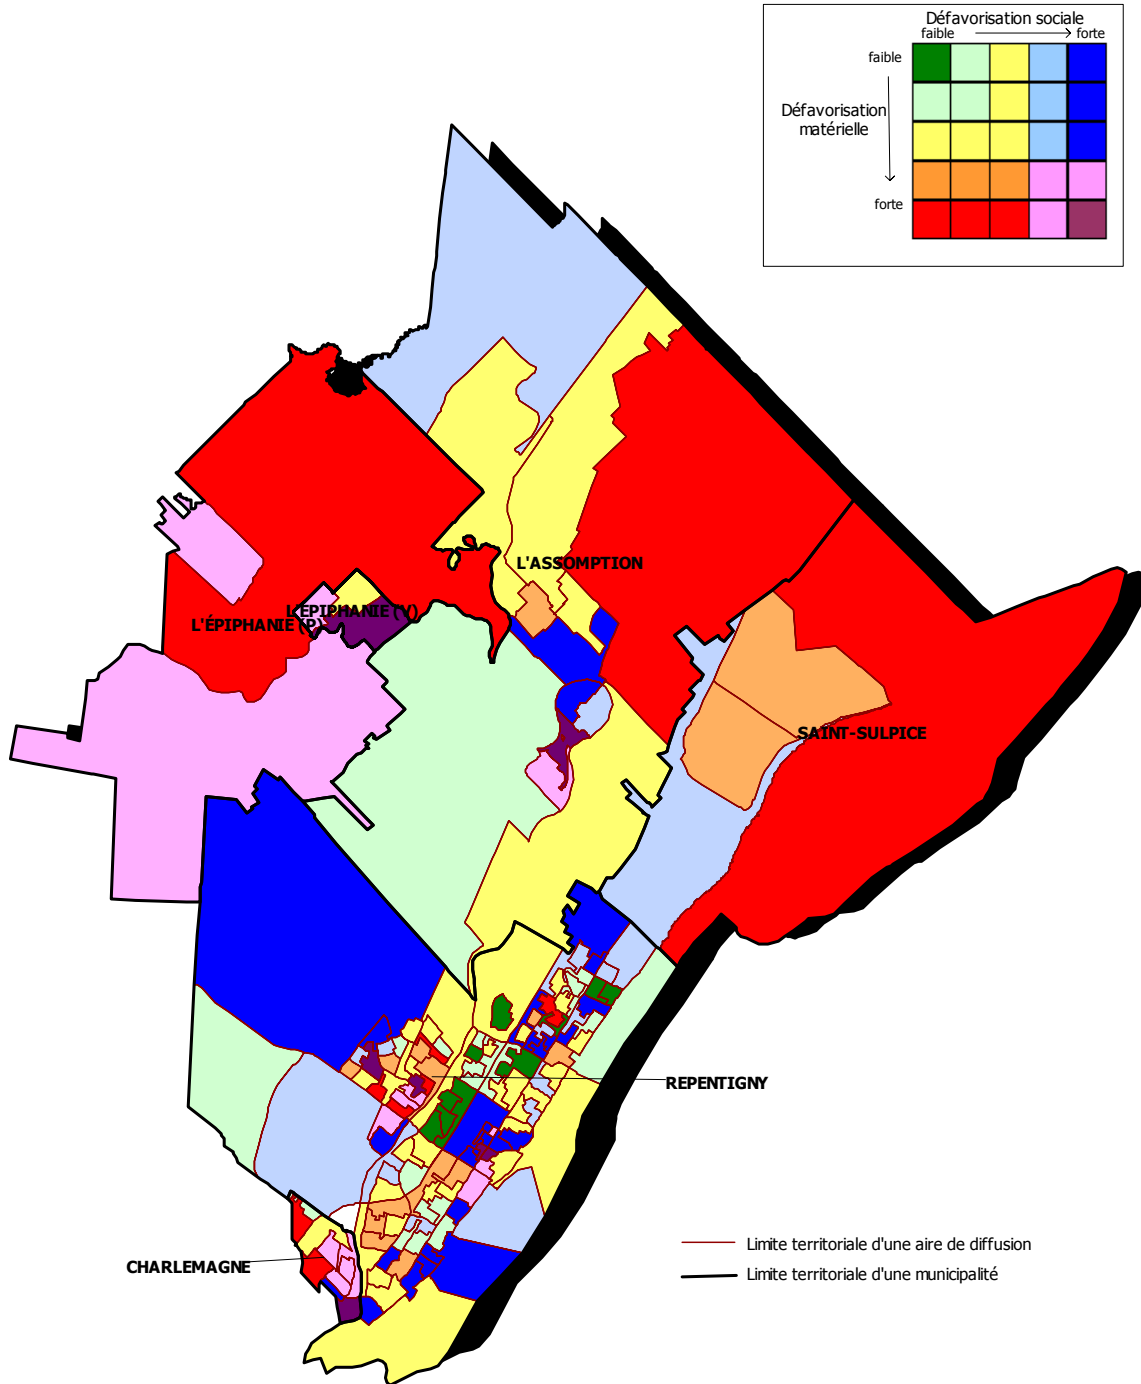 Défavorisation sociale
faible forte
faible
Défavorisation
matérielle
forte
L'ASSOMPTION
L'ÉPIPHANIE (V)
L'ÉPIPHANIE (P)
SAINT-SULPICE
REPENTIGNY
CHARLEMAGNE
Limite territoriale d'une aire de diffusion
Limite territoriale d'une municipalité